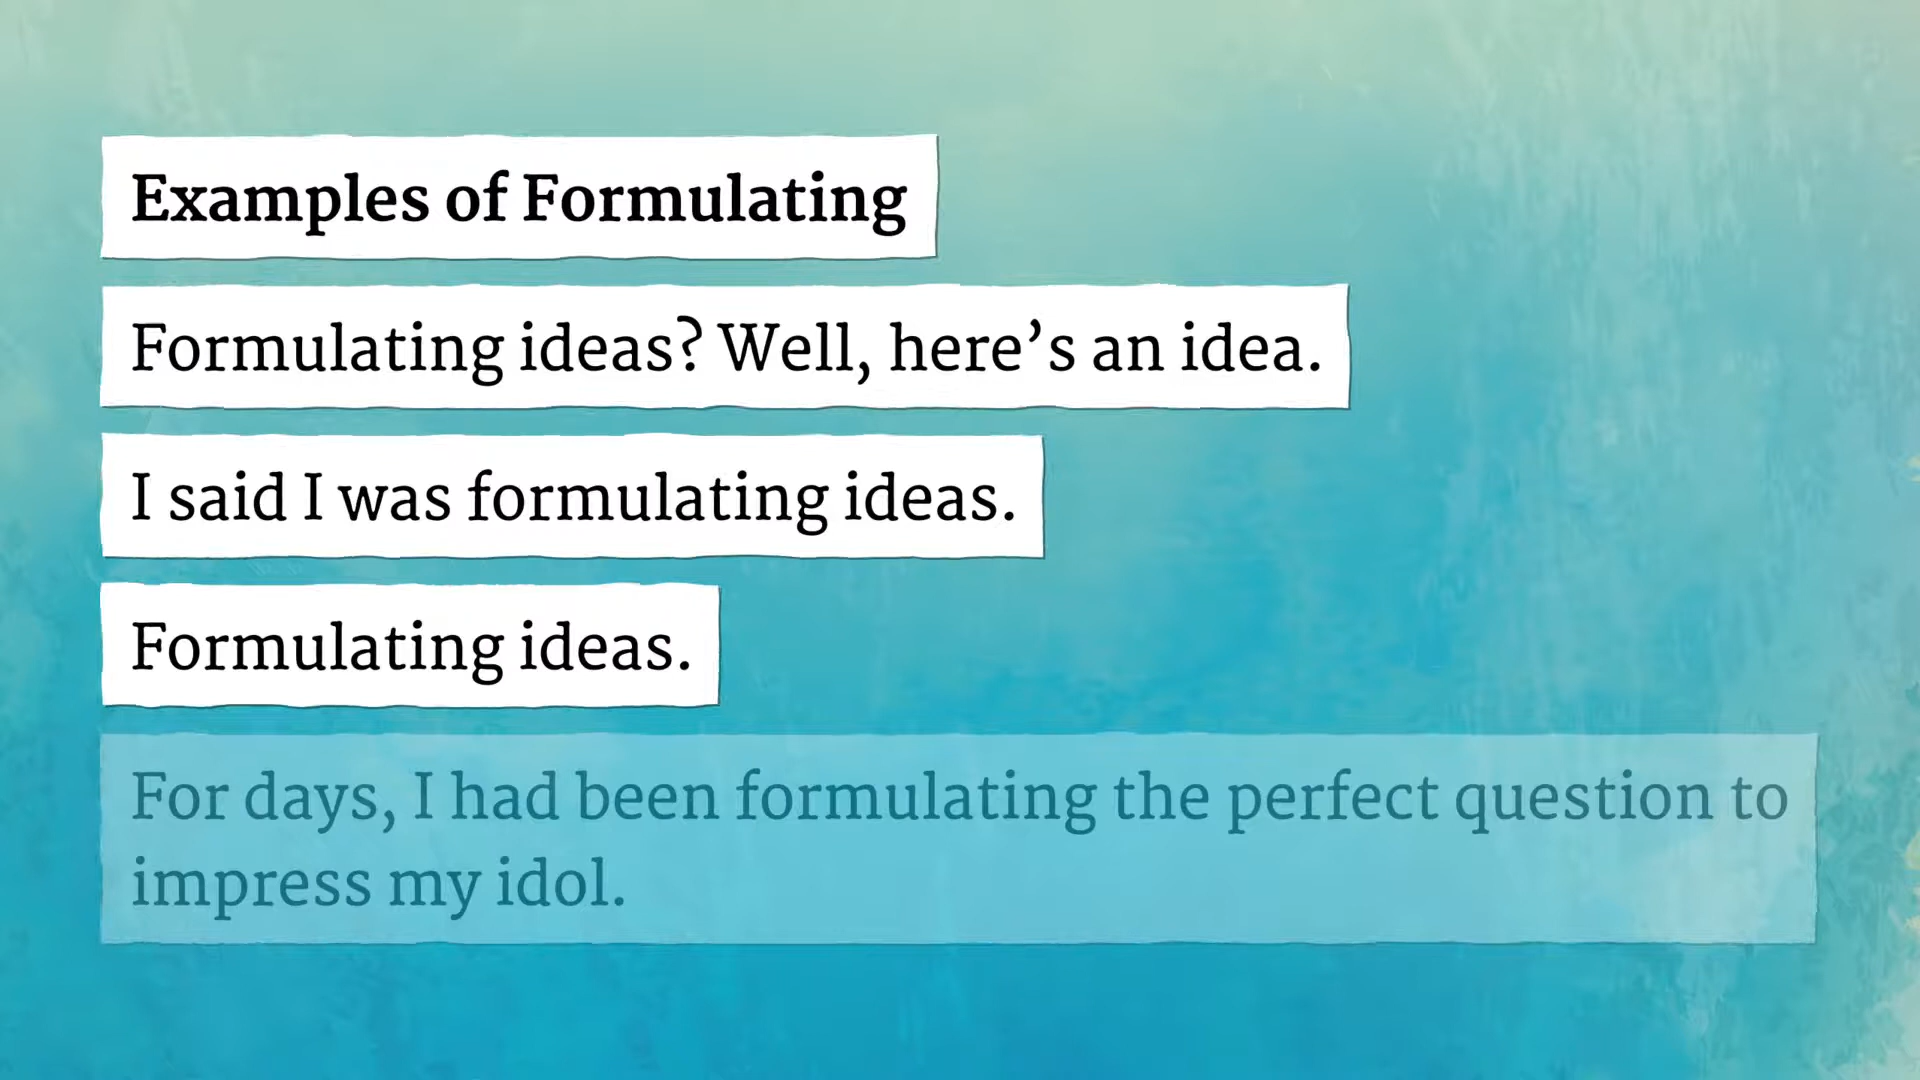 Examples of Formulating
Formulating ideas? Well, here’s an idea.
I said I was formulating ideas.
Formulating ideas.
For days, I had been formulating the perfect question to
impress my idol.